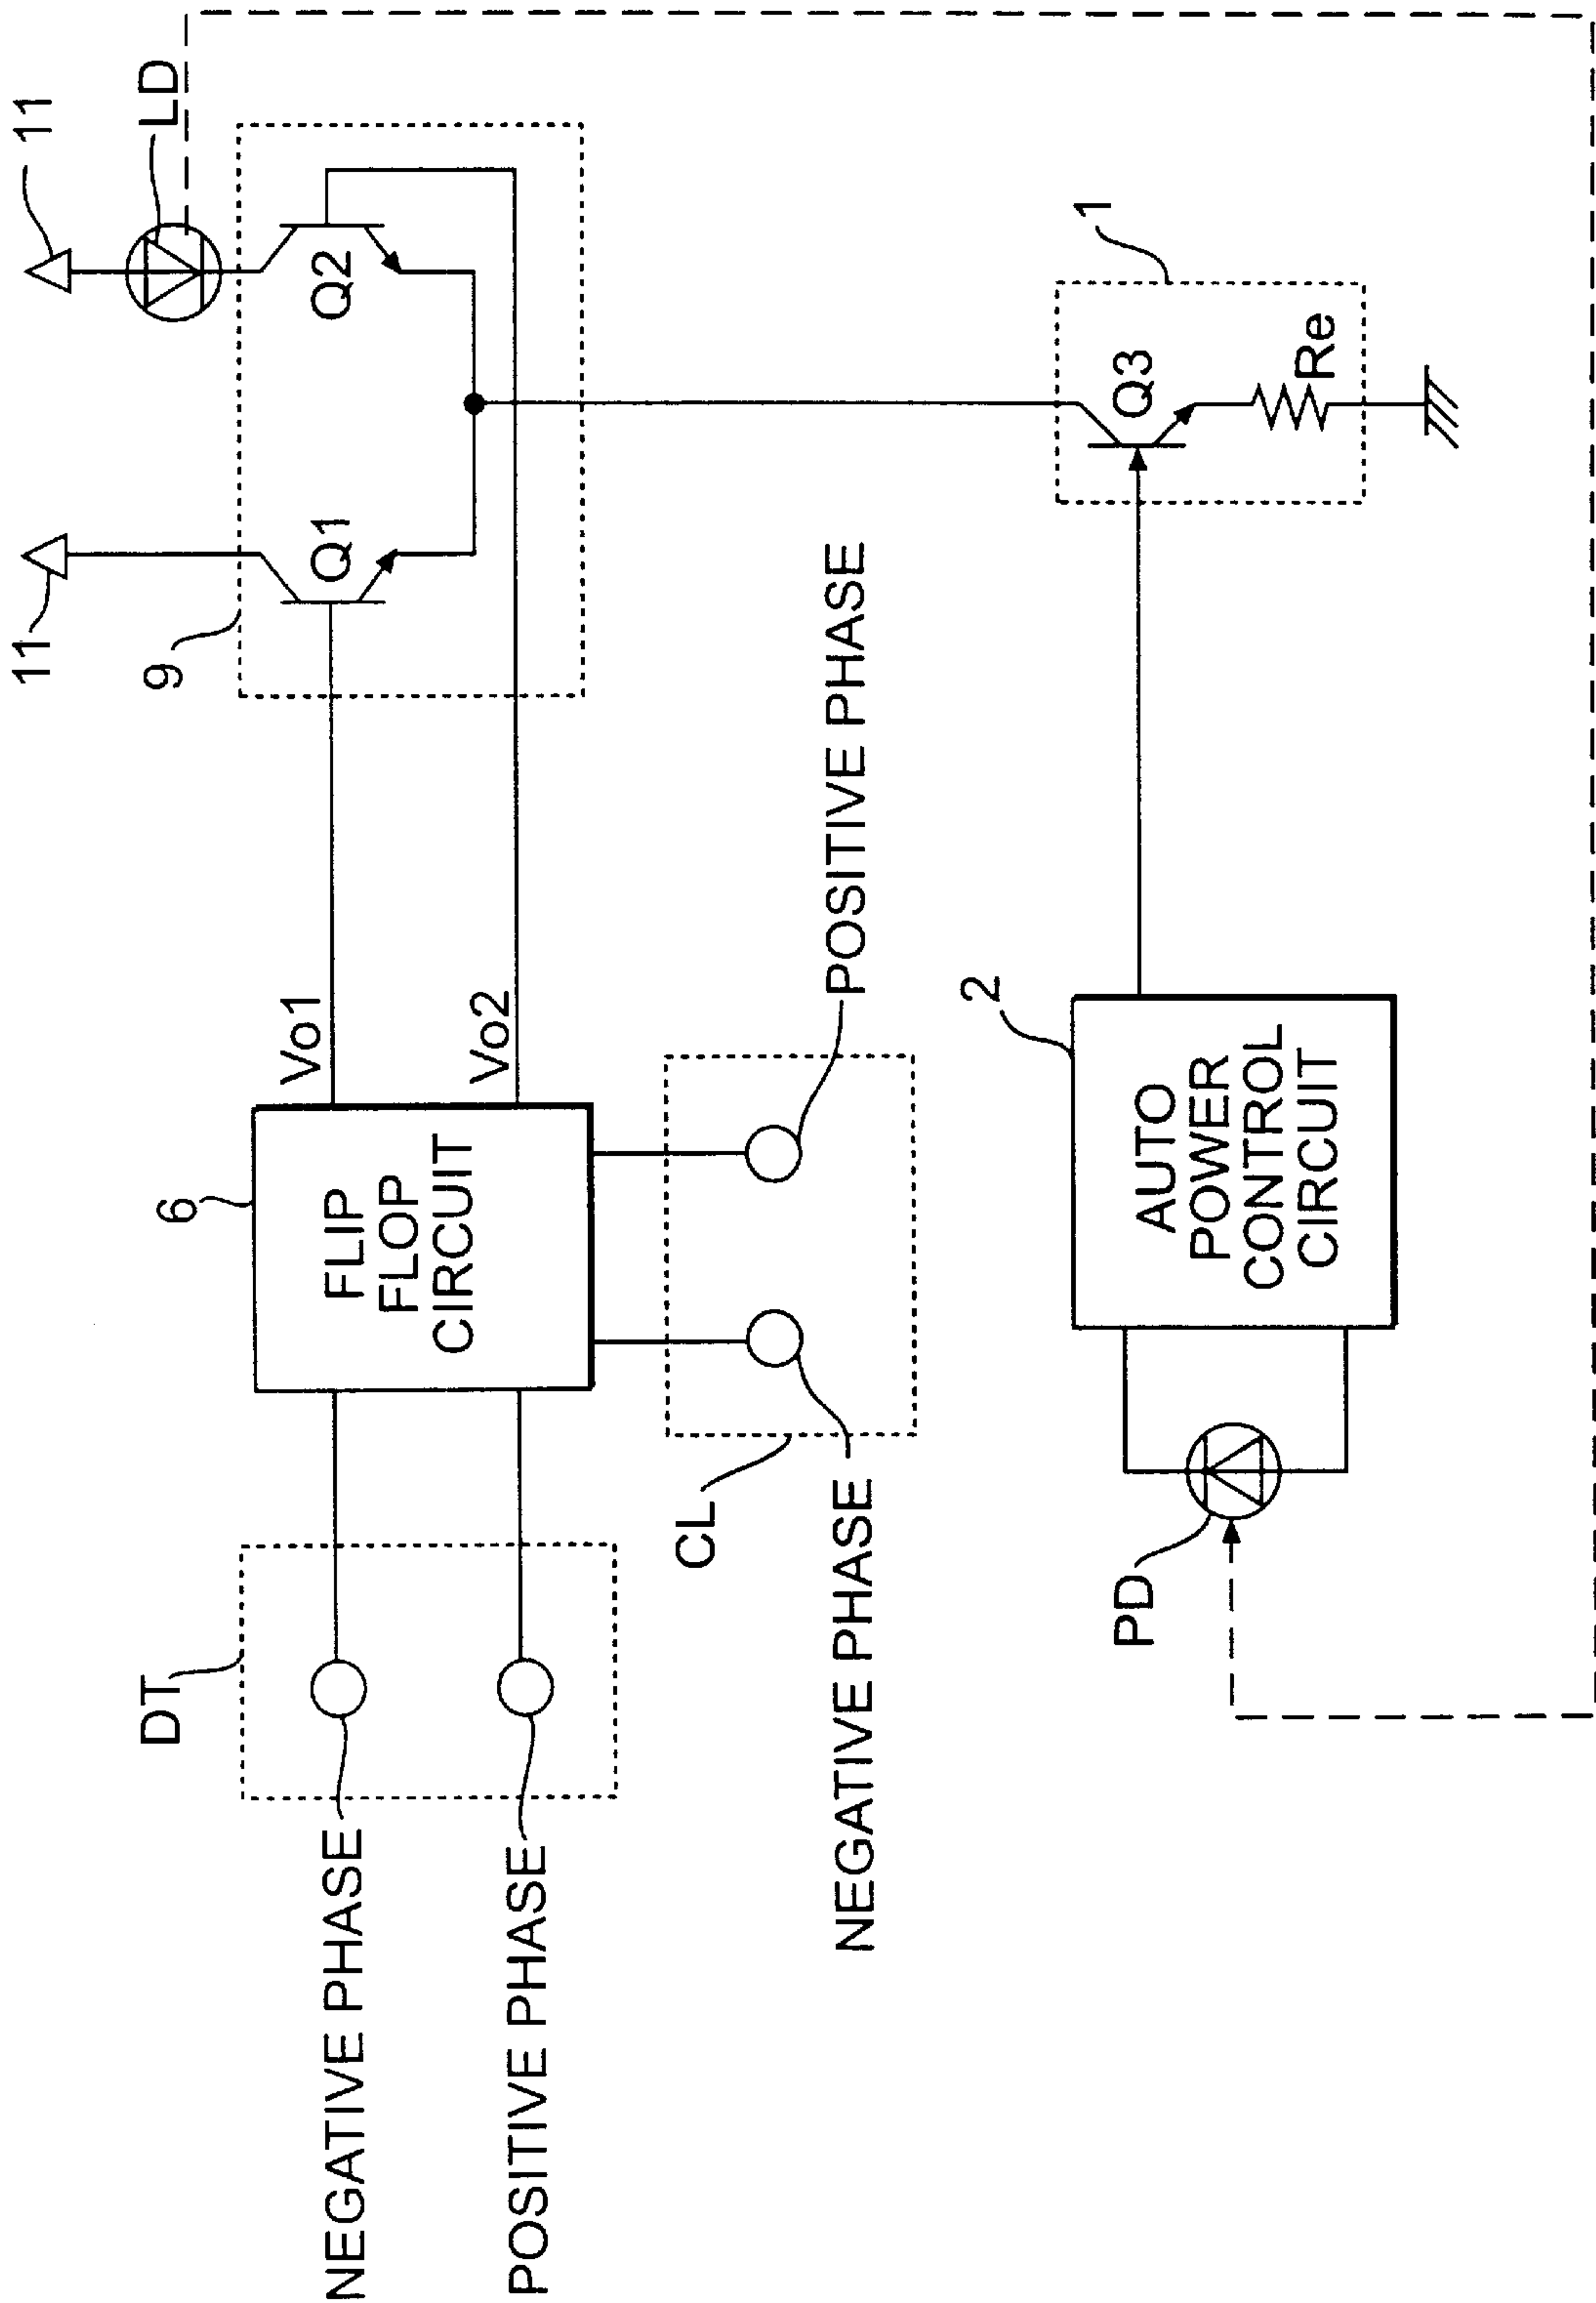 11
11
LD
9
Q1
Q2
DT
6
NEGATIVE PHASE
POSITIVE PHASE
FLIP
FLOP
CIRCUIT
Vo1
Vo2
CL
NEGATIVE PHASE
POSITIVE PHASE
PD
2
AUTO
POWER
CONTROL
CIRCUIT
1
Q3
Re